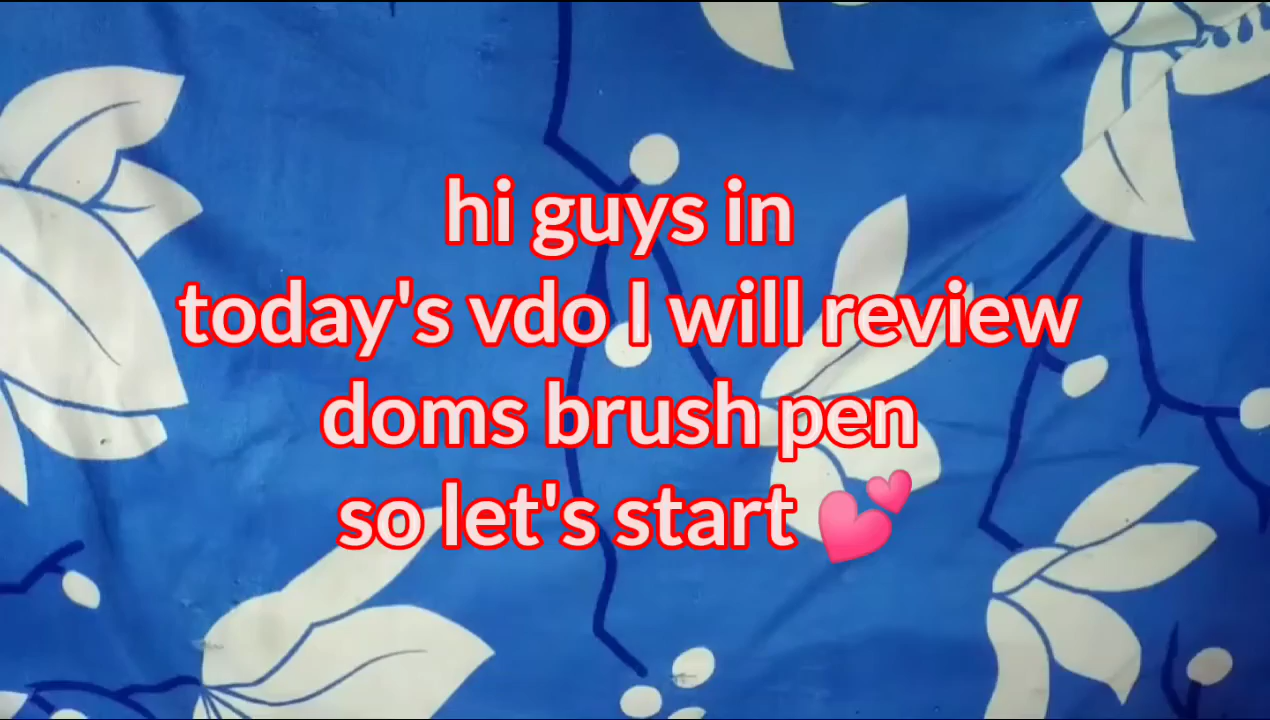 hi guys in
today's vdo I will review
doms brush pen
so let's start 💕